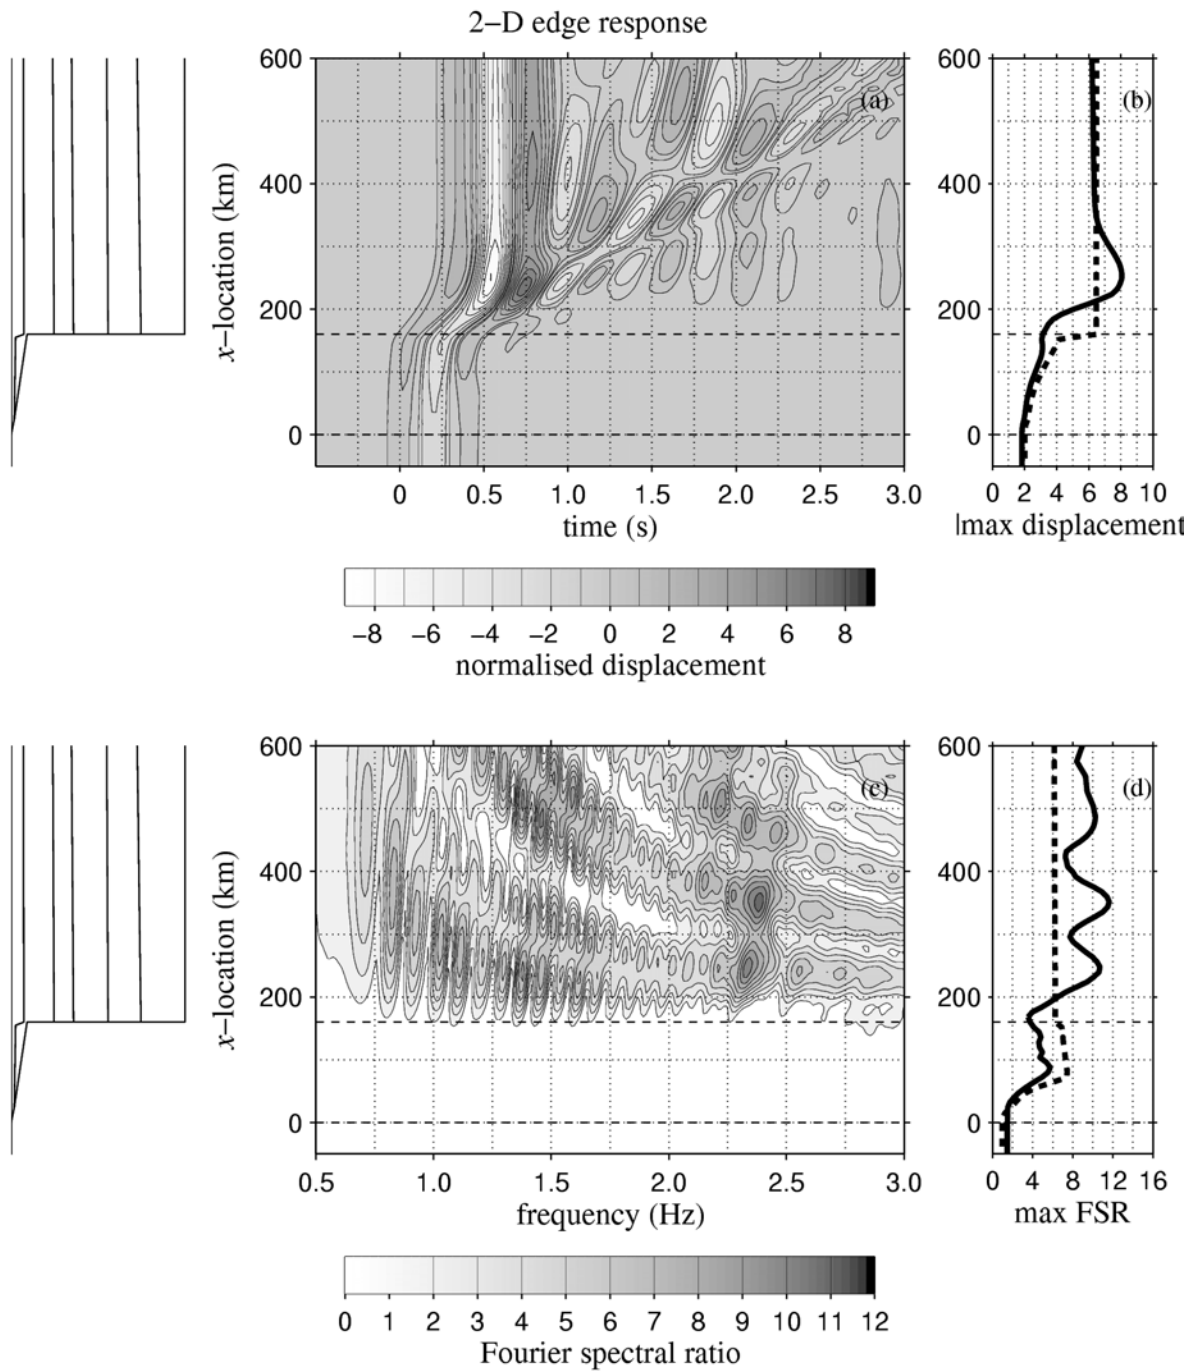 2−D edge response
600
400
200
0
x−location (km)
(a)
0 0.5 1.0 1.5 2.0 2.5 3.0
time (s)
(b)
0 2 4 6 8 10
|max displacement
−8 −6 −4 −2 0 2 4 6 8
normalised displacement
600
400
200
0
x−location (km)
(c)
0.5 1.0 1.5 2.0 2.5 3.0
frequency (Hz)
600
400
200
0
(d)
0 4 8 12 16
max FSR
600
400
200
0
0 1 2 3 4 5 6 7 8 9 10 11 12
Fourier spectral ratio